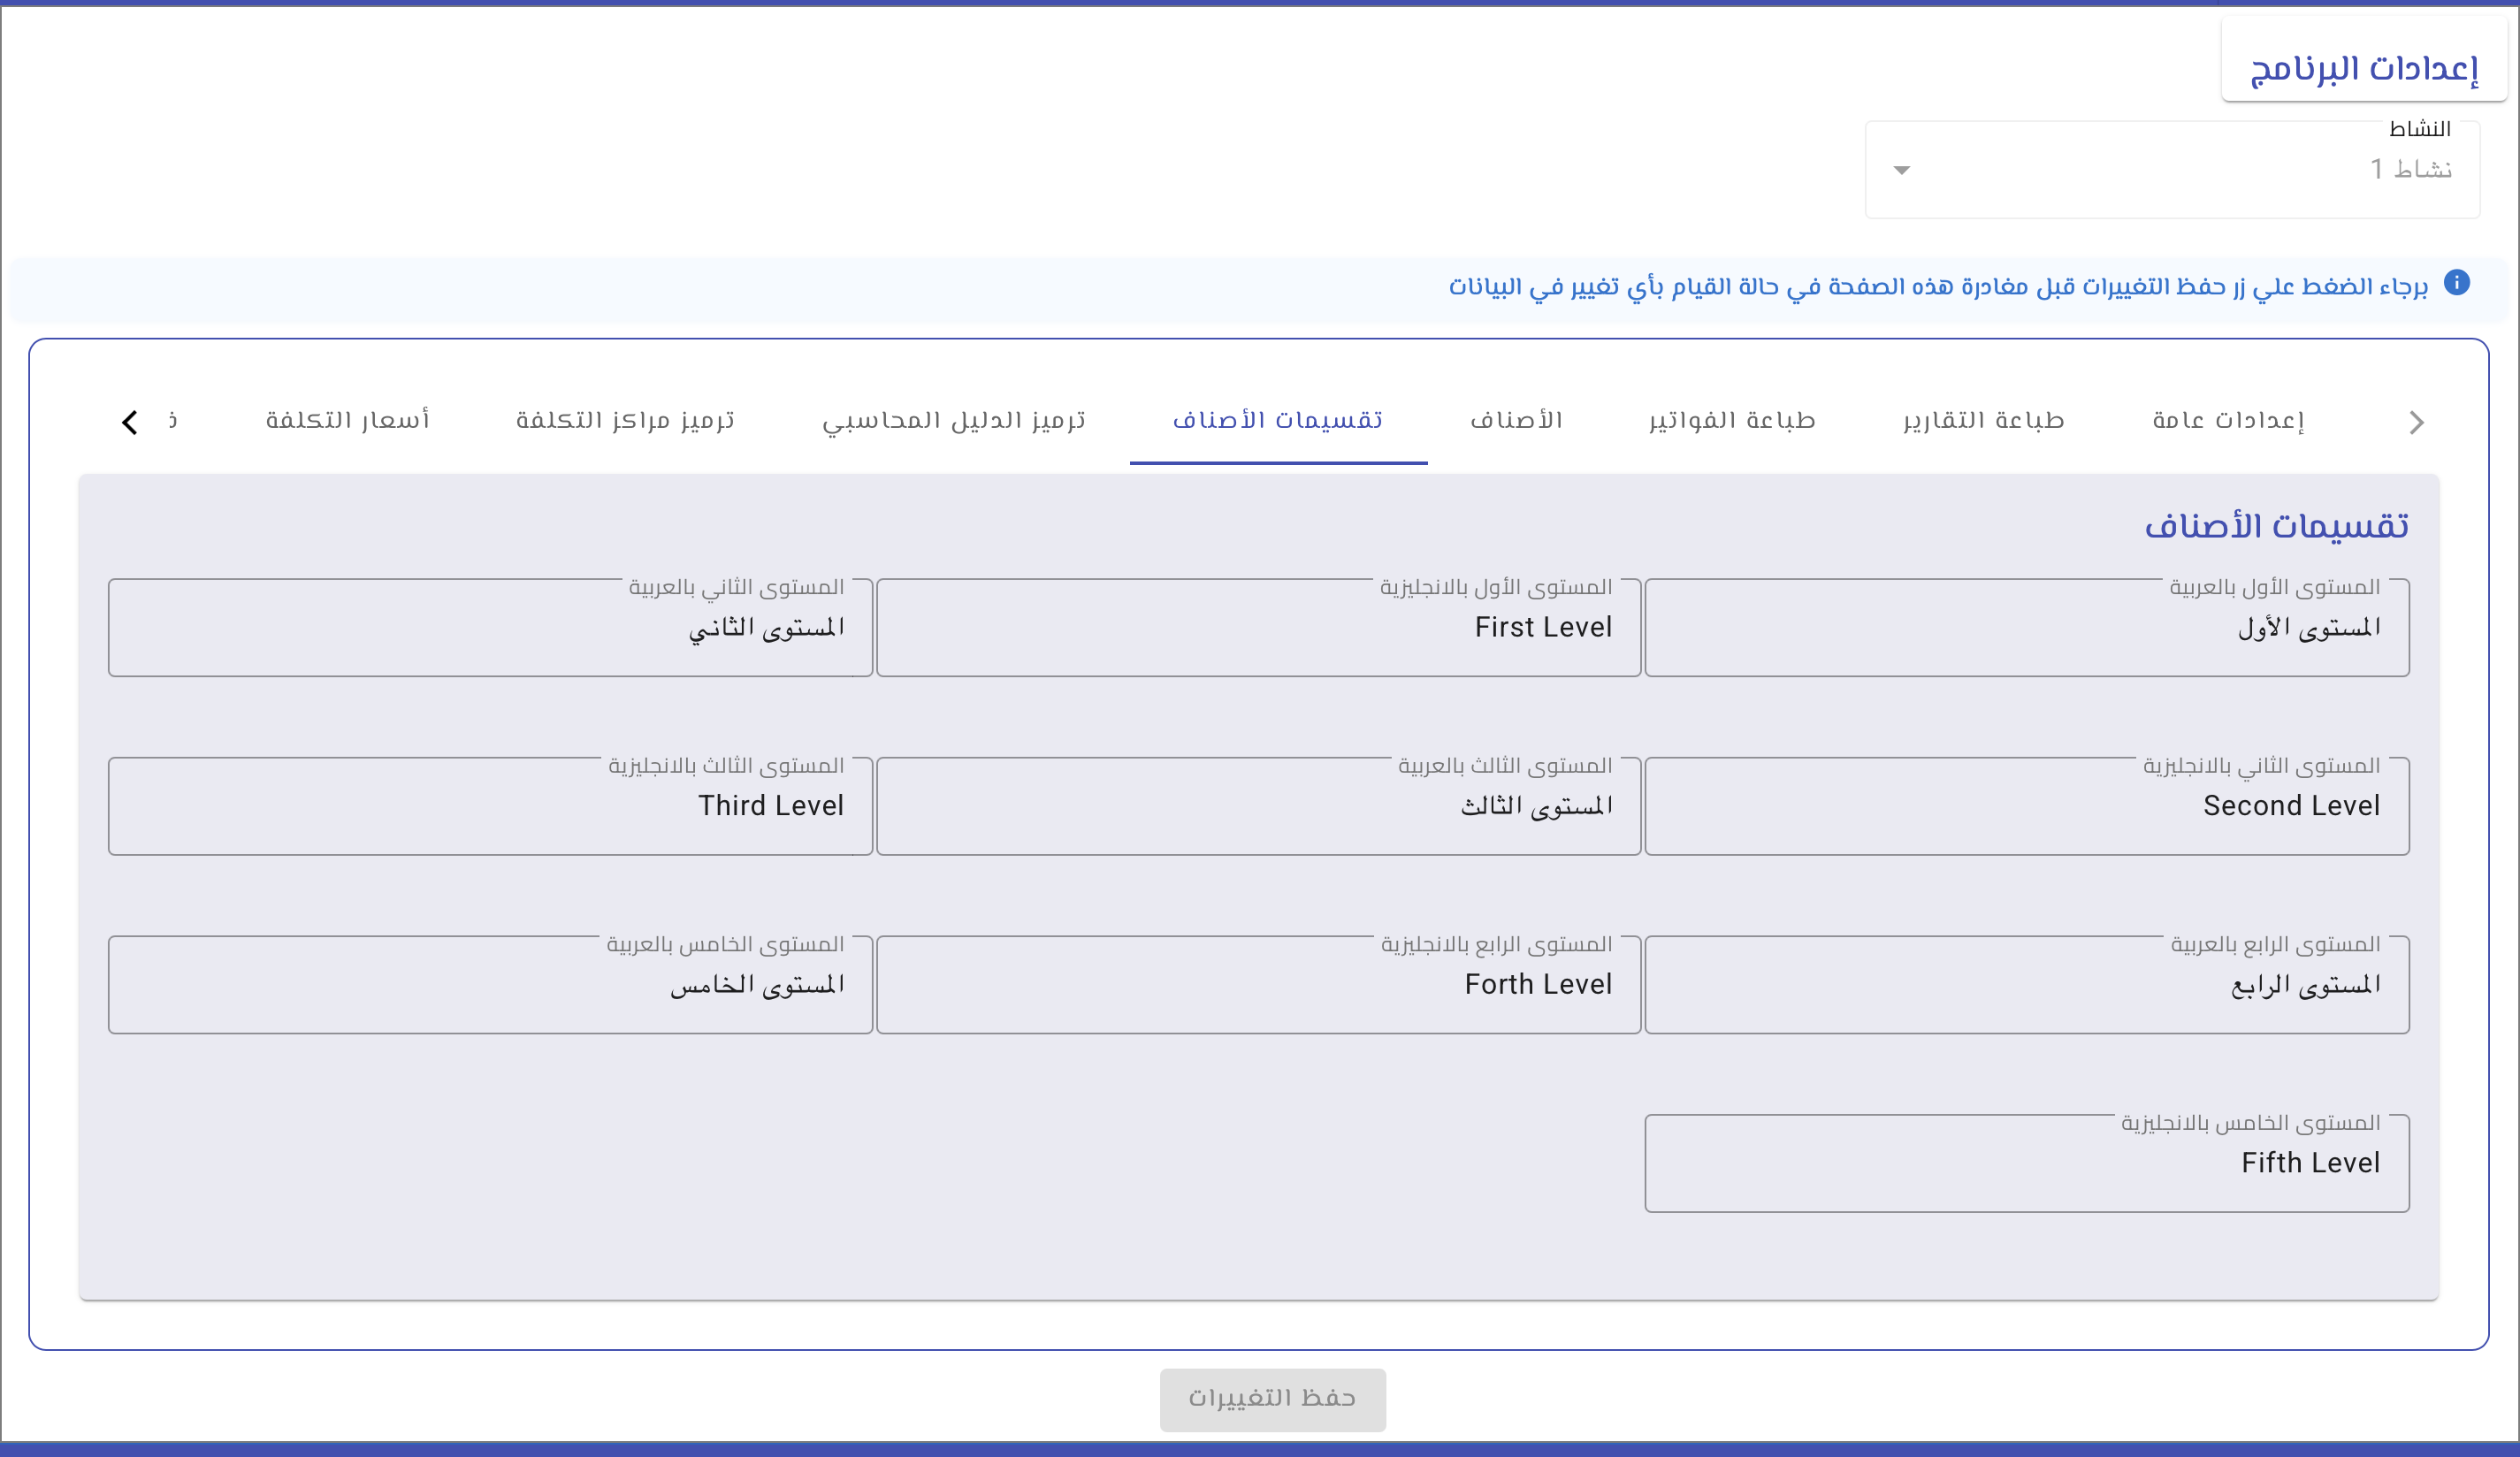 إعدادات البرنامج
النشاط
نشاط 1
برجاء الضغط علي زر حفظ التغييرات قبل مغادرة هذه الصفحة في حالة القيام بأي تغيير في البيانات
إعدادات عامة طباعة التقارير طباعة الفواتير الأصناف تقسيمات الأصناف ترميز الدليل المحاسبي ترميز مراكز التكلفة أسعار التكلفة
تقسيمات الأصناف
المستوى الأول بالعربية المستوى الأول بالانجليزية المستوى الثاني بالعربية
المستوى الأول First Level المستوى الثاني
المستوى الثاني بالانجليزية المستوى الثالث بالعربية المستوى الثالث بالانجليزية
Second Level المستوى الثالث Third Level
المستوى الرابع بالعربية المستوى الرابع بالانجليزية المستوى الخامس بالعربية
المستوى الرابع Forth Level المستوى الخامس
المستوى الخامس بالانجليزية
Fifth Level
حفظ التغييرات